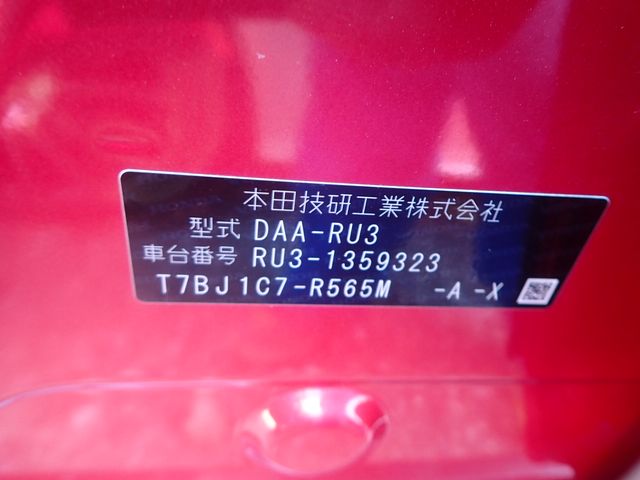 本田技研工業株式会社
型式 DAA-RU3
車台番号 RU3-1359323
T7BJ1C7-R565M -A -X